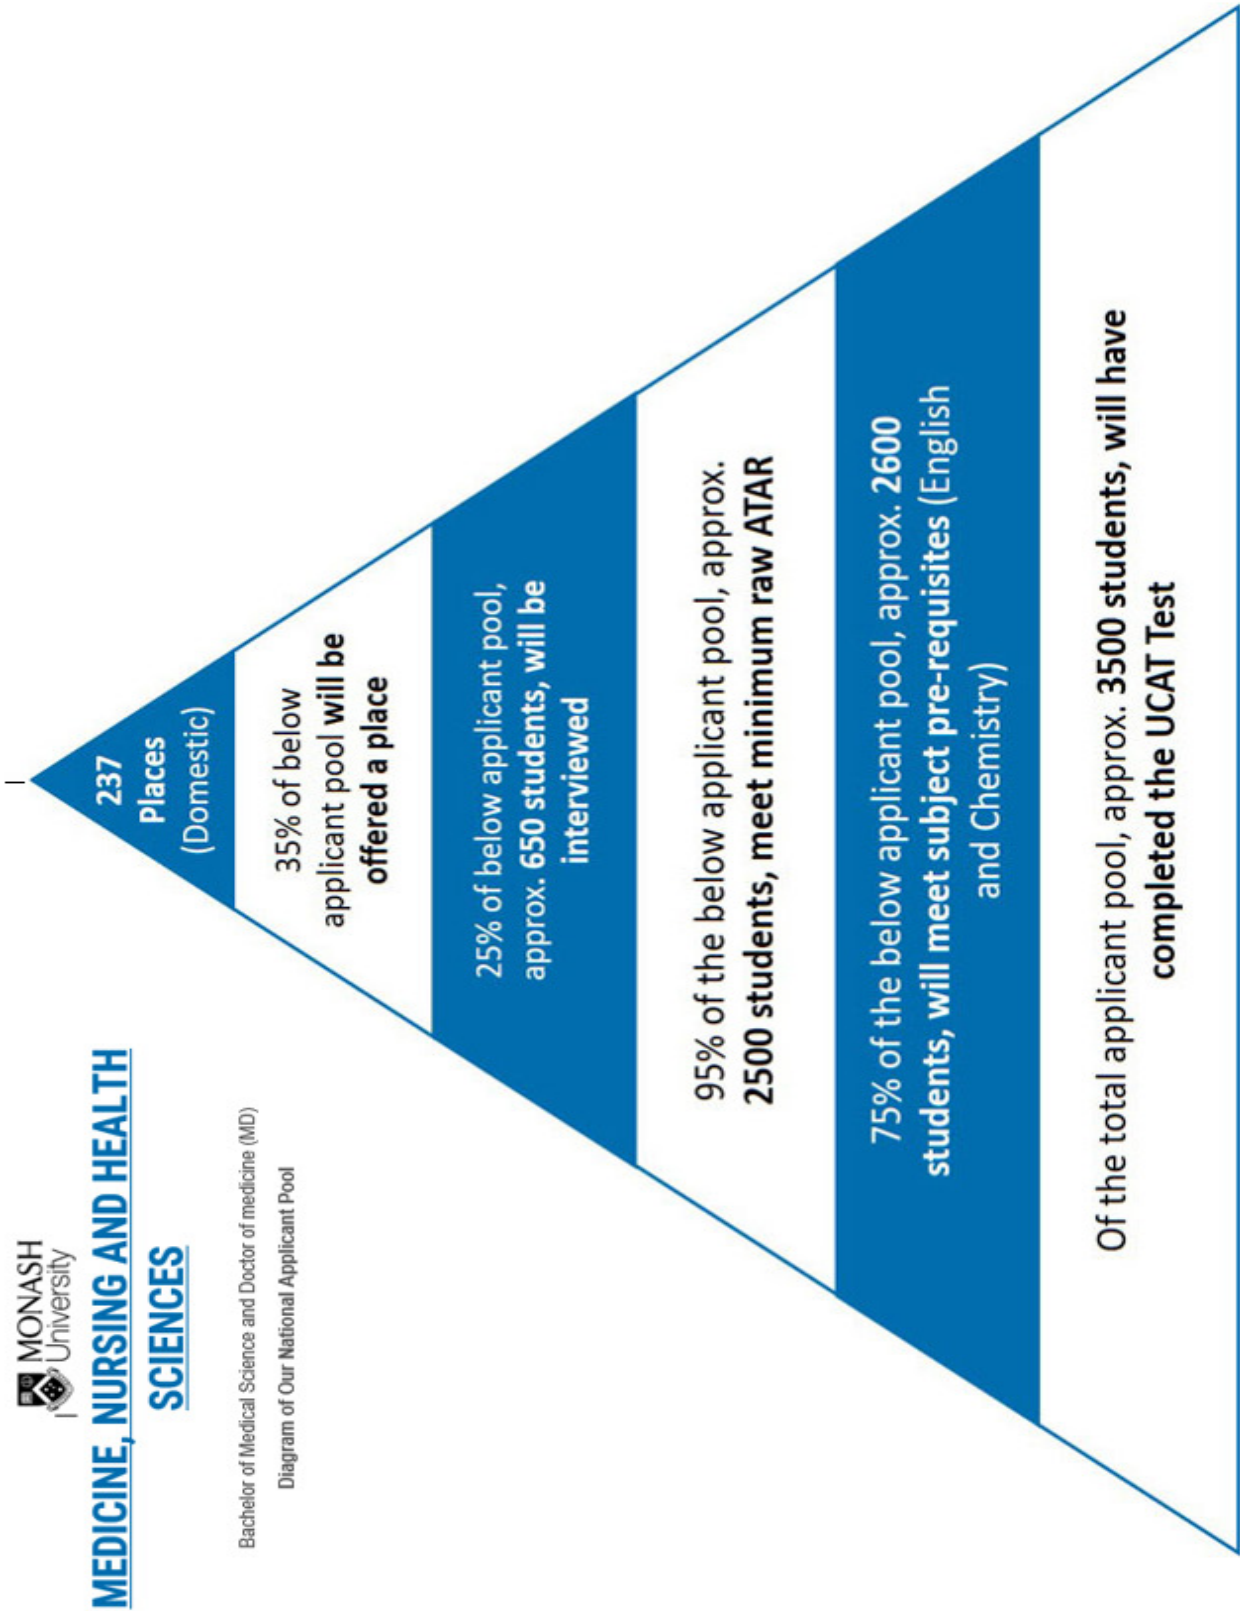 MONASH
University
MEDICINE, NURSING AND HEALTH
SCIENCES
Bachelor of Medical Science and Doctor of medicine (MD)
Diagram of Our National Applicant Pool
237
Places
(Domestic)
35% of below
applicant pool will be
offered a place
25% of below applicant pool,
approx. 650 students, will be
interviewed
95% of the below applicant pool, approx.
2500 students, meet minimum raw ATAR
75% of the below applicant pool, approx. 2600
students, will meet subject pre-requisites (English
and Chemistry)
Of the total applicant pool, approx. 3500 students, will have
completed the UCAT Test